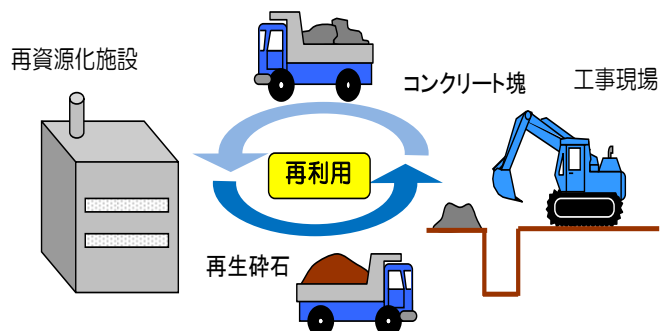 再資源化施設
コンクリート塊
工事現場
再利用
再生砕石